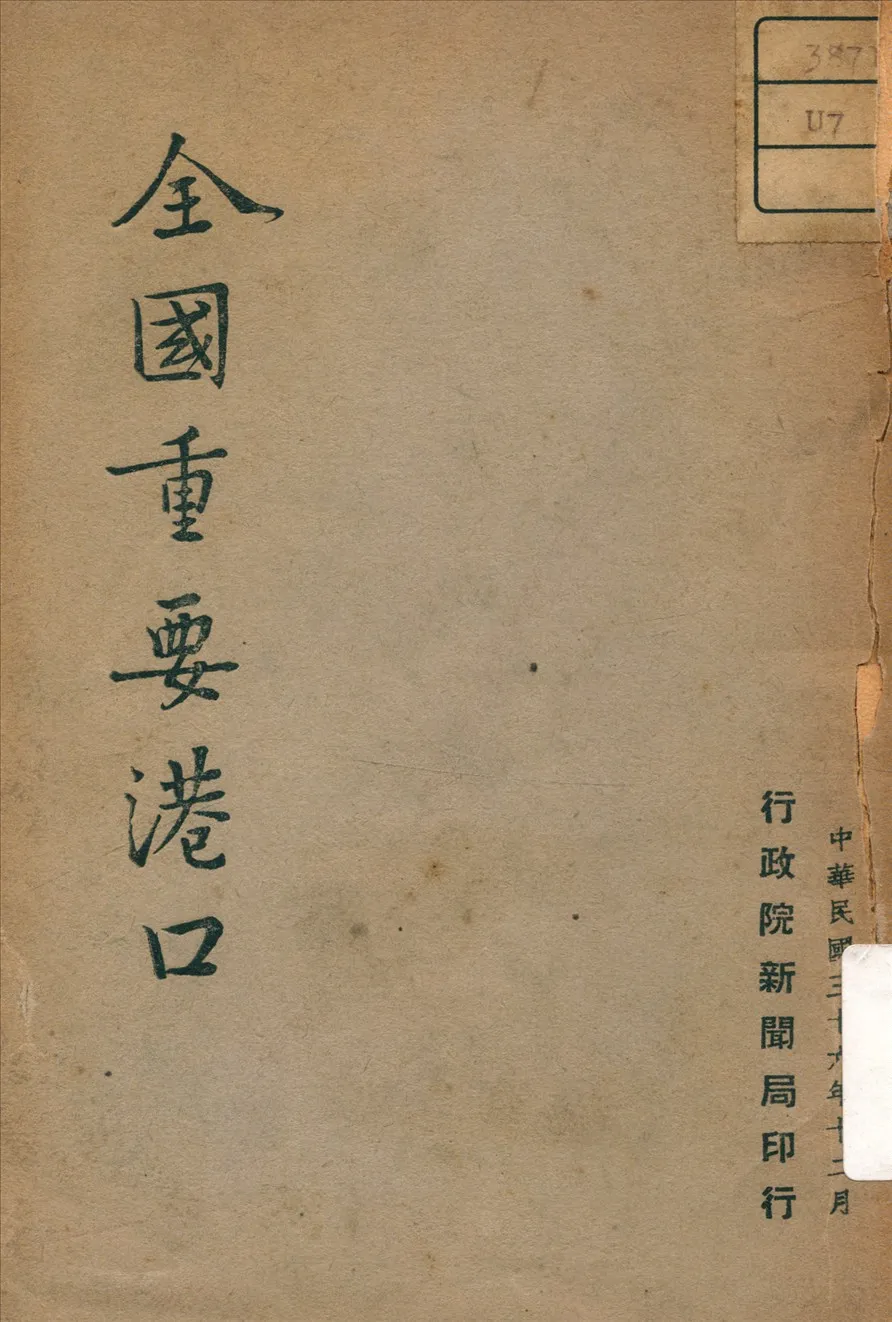 中華民國三十六年十二月
行政院新聞局印行
全國重要港口
387
U7